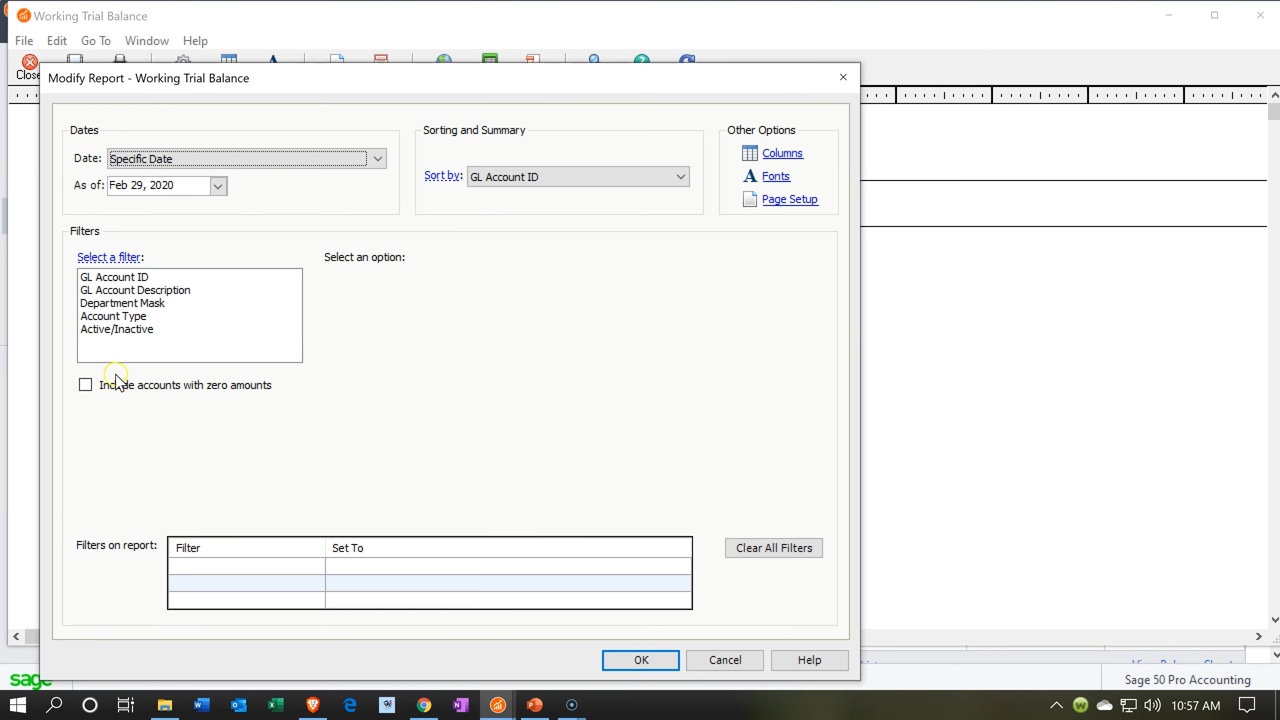 Working Trial Balance
File Edit Go To Window Help
Close
Modify Report - Working Trial Balance
Dates
Date: Specific Date
As of: Feb 29, 2020
Sorting and Summary
Sort by: GL Account ID
Other Options
Columns
Fonts
Page Setup
Filters
Select a filter:
Select an option:
GL Account ID
GL Account Description
Department Mask
Account Type
Active/Inactive
Include accounts with zero amounts
Filters on report:
Filter Set To
Clear All Filters
OK Cancel Help
sage
Sage 50 Pro Accounting
10:57 AM